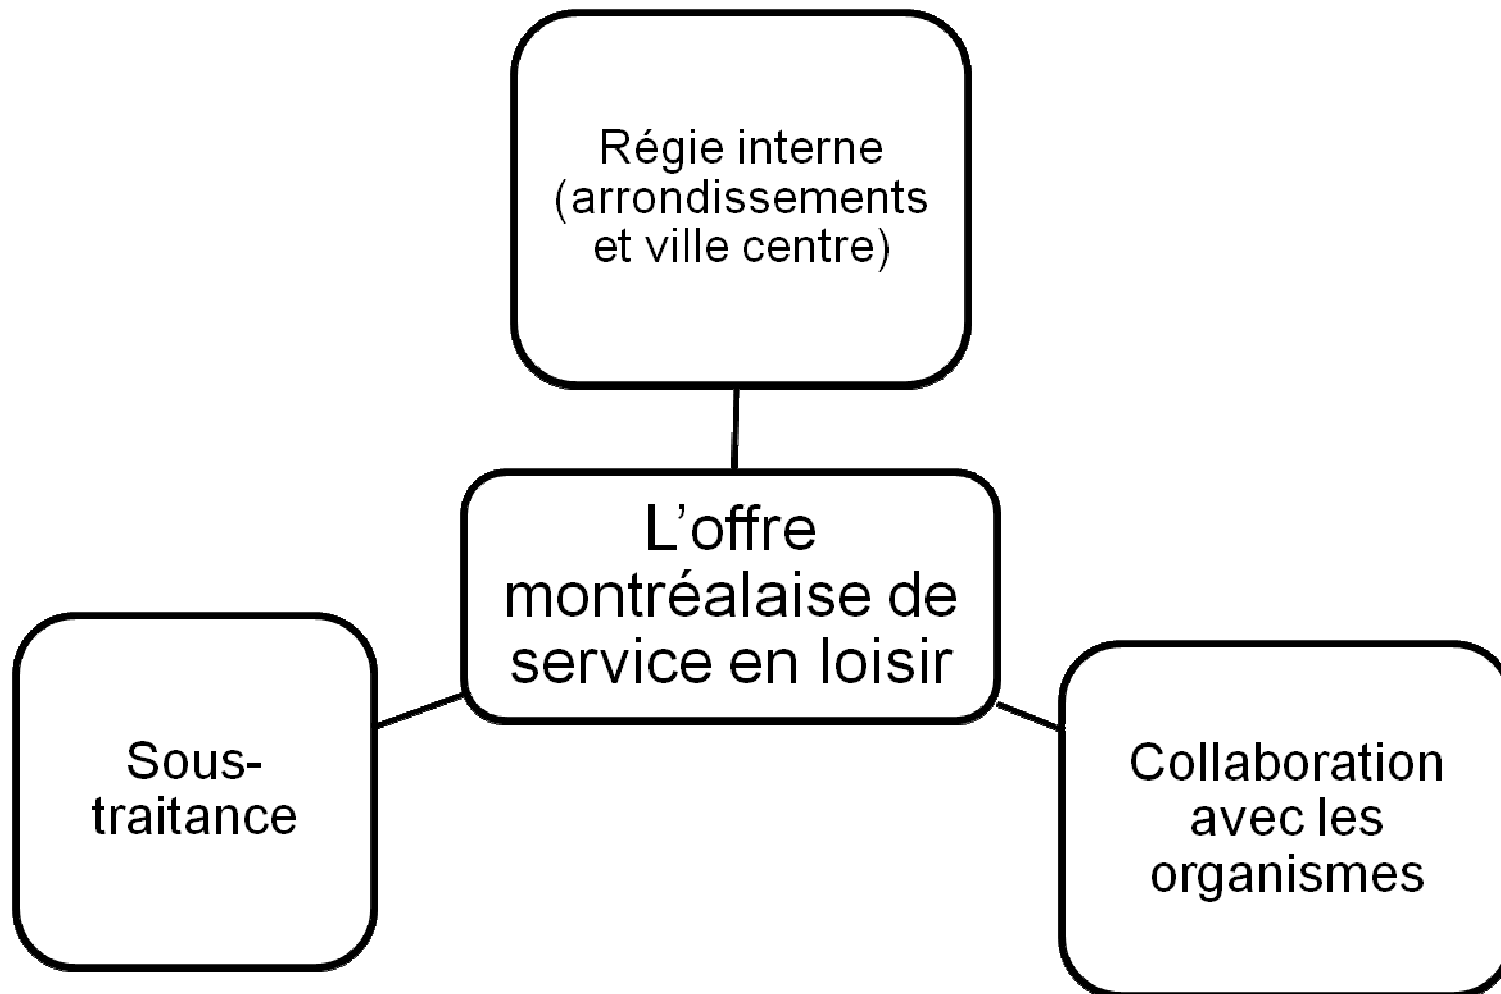 Régie interne
(arrondissements
et ville centre)
L’offre
montréalaise de
service en loisir
Sous-
traitance
Collaboration
avec les
organismes